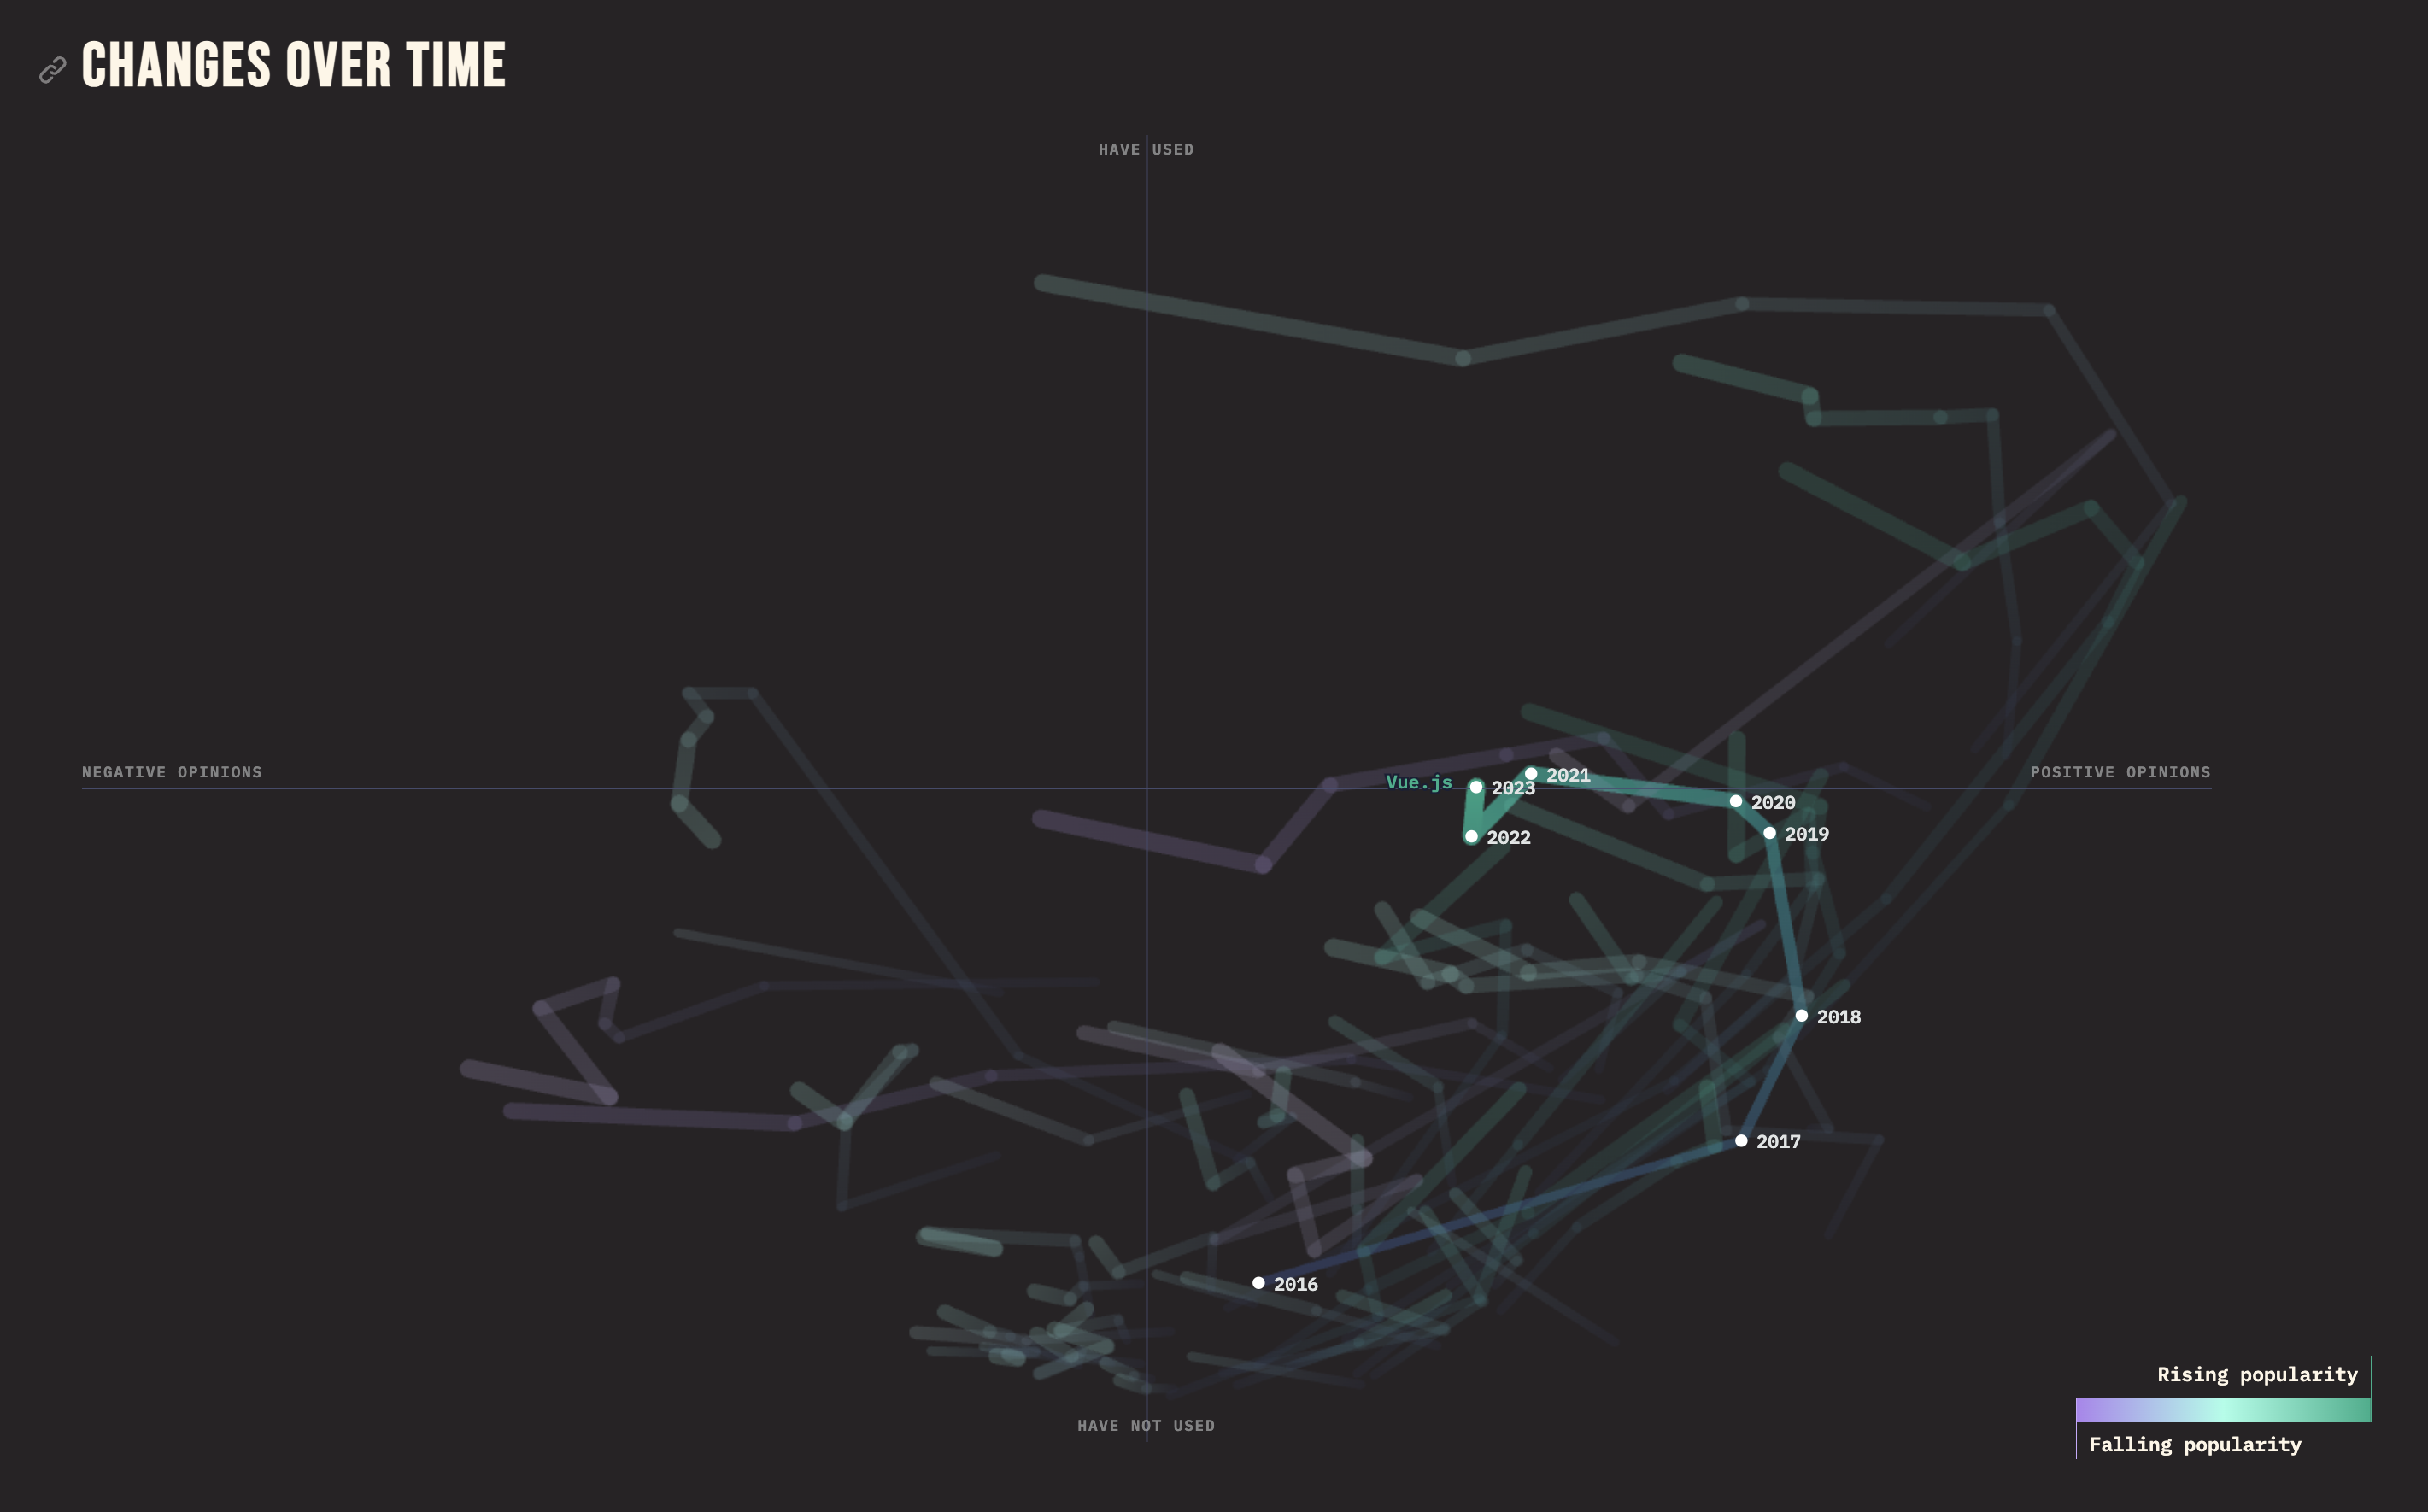 CHANGES OVER TIME
HAVE USED
NEGATIVE OPINIONS
POSITIVE OPINIONS
Vue.js
2021
2023
2020
2022
2019
2018
2017
2016
Rising popularity
Falling popularity
HAVE NOT USED